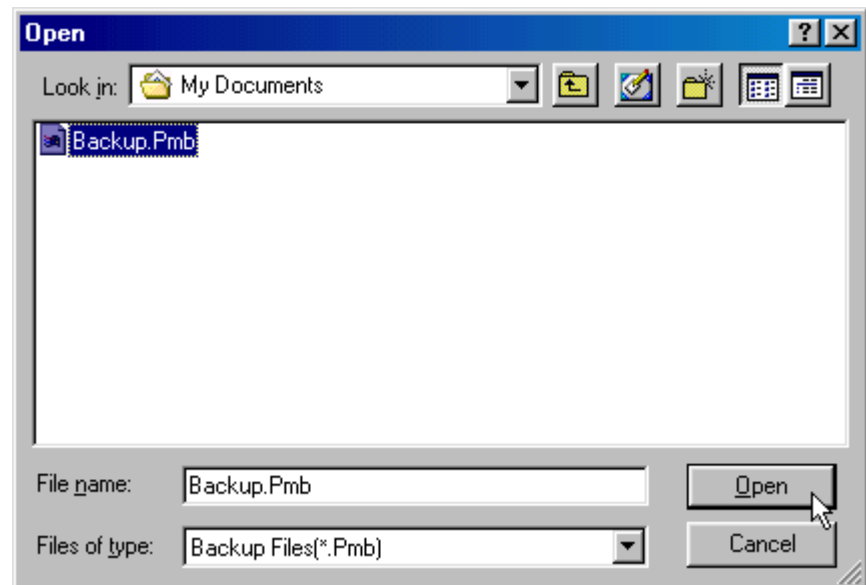 Open
Look in: My Documents
Backup.Pmb
File name: Backup.Pmb Open
Files of type: Backup Files(*.Pmb) Cancel